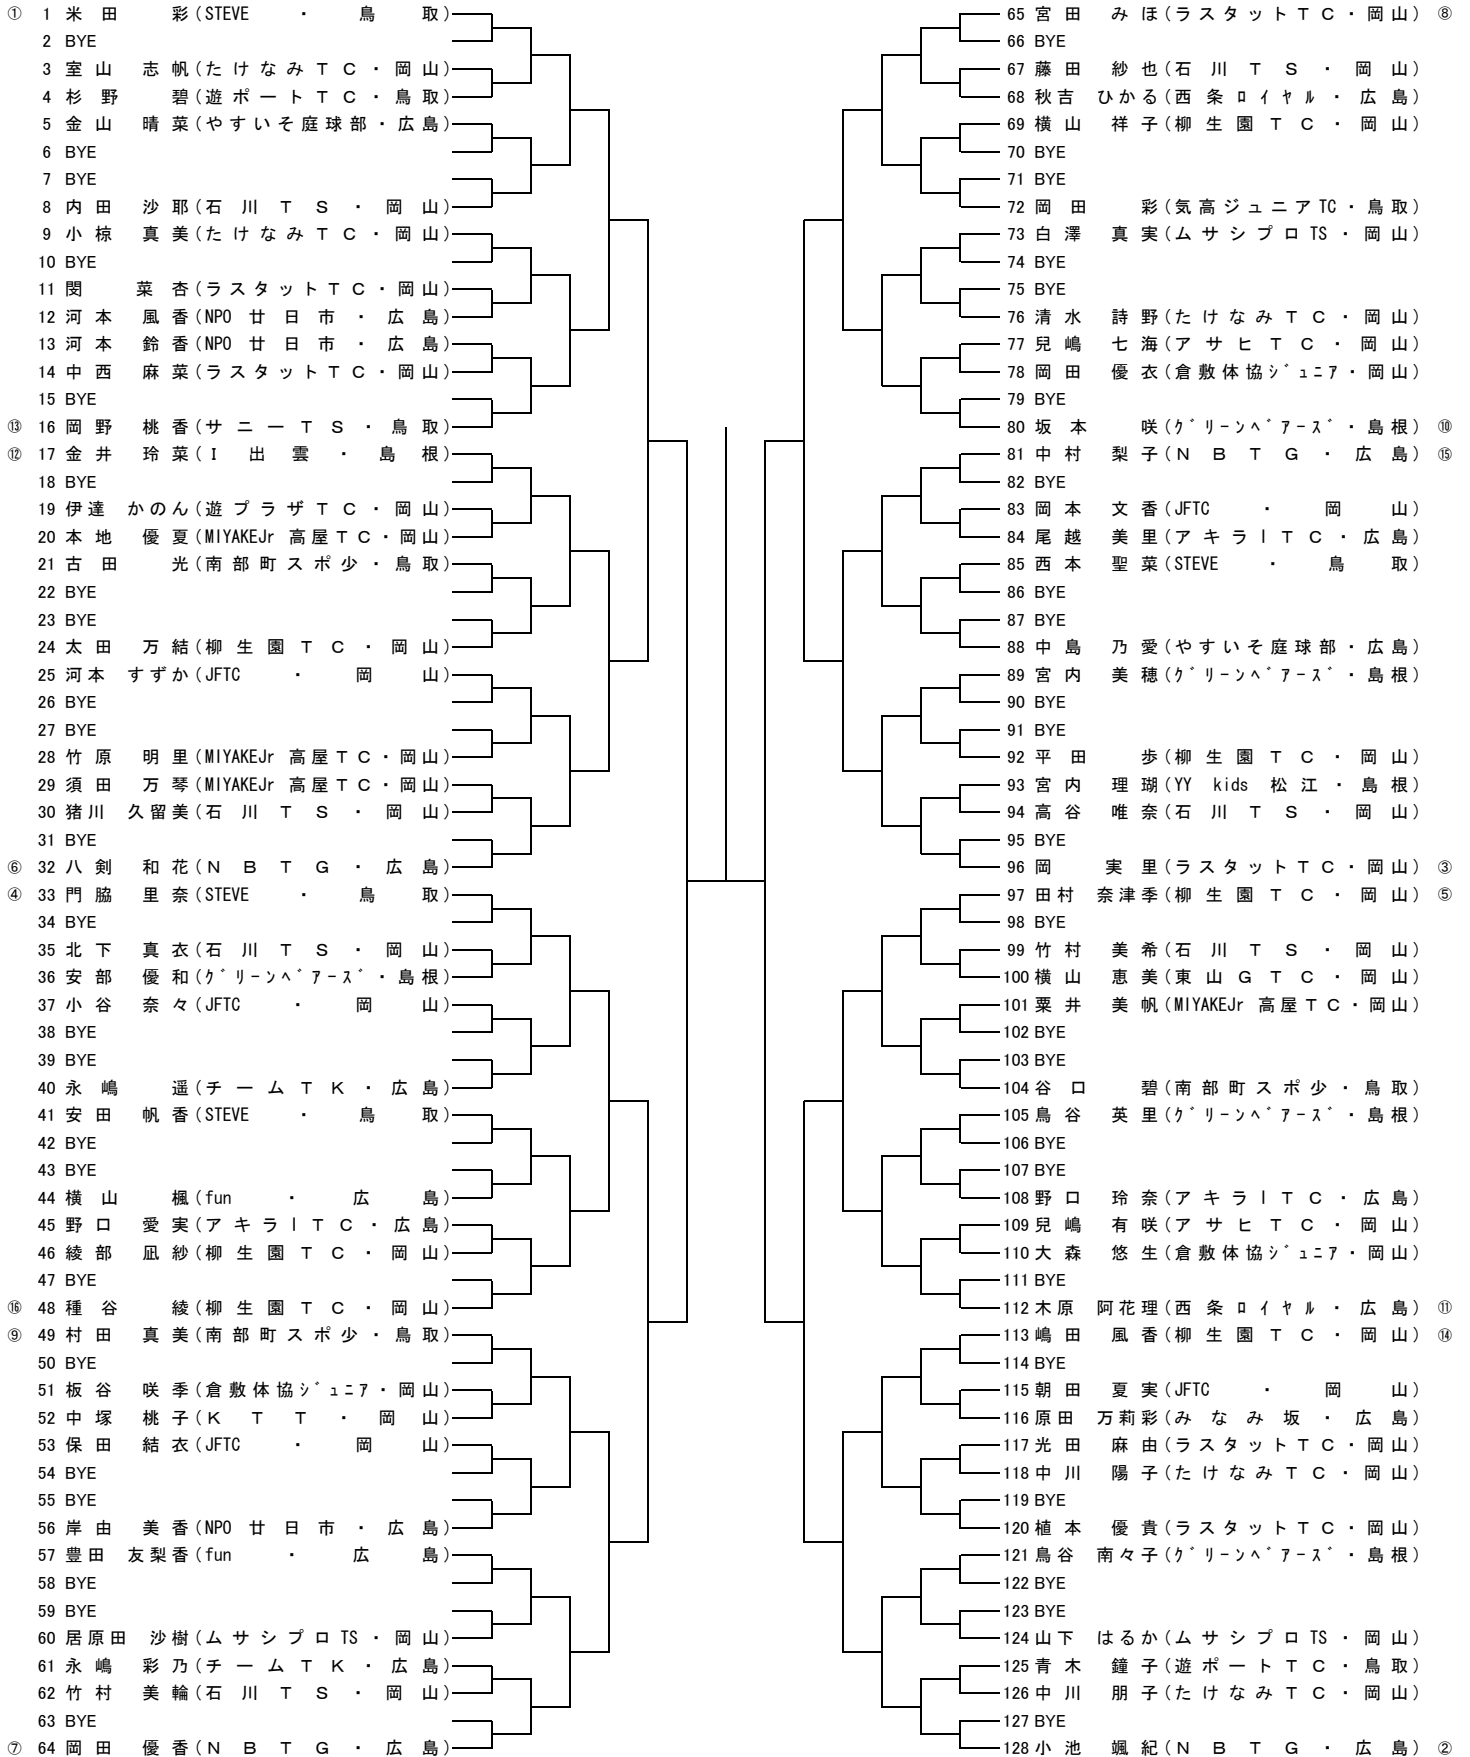 ① 1 米田 彩(STEVE・鳥取)
2 BYE
3 室山 志帆(たけなみTC・岡山)
4 杉野 碧(遊ポートTC・鳥取)
5 金山 晴菜(やすいそ庭球部・広島)
6 BYE
7 BYE
8 内田 沙耶(石川TS・岡山)
9 小椋 真美(たけなみTC・岡山)
10 BYE
11 閔 菜杏(ラスタットTC・岡山)
12 河本 風香(NPO廿日市・広島)
13 河本 鈴香(NPO廿日市・広島)
14 中西 麻菜(ラスタットTC・岡山)
15 BYE
⑬ 16 岡野 桃香(サニーTS・鳥取)
⑫ 17 金井 玲菜(I出雲・島根)
18 BYE
19 伊達 かのん(遊プラザTC・岡山)
20 本地 優夏(MIYAKEJr高屋TC・岡山)
21 古田 光(南部町スポ少・鳥取)
22 BYE
23 BYE
24 太田 万結(柳生園TC・岡山)
25 河本 すずか(JFTC・岡山)
26 BYE
27 BYE
28 竹原 明里(MIYAKEJr高屋TC・岡山)
29 須田 万琴(MIYAKEJr高屋TC・岡山)
30 猪川 久留美(石川TS・岡山)
31 BYE
⑥ 32 八剣 和花(NBTG・広島)
④ 33 門脇 里奈(STEVE・鳥取)
34 BYE
35 北下 真衣(石川TS・岡山)
36 安部 優和(ｸﾞﾘｰﾝﾍﾞｱｰｽﾞ・島根)
37 小谷 奈々(JFTC・岡山)
38 BYE
39 BYE
40 永嶋 遥(チームTK・広島)
41 安田 帆香(STEVE・鳥取)
42 BYE
43 BYE
44 横山 楓(fun・広島)
45 野口 愛実(アキラITC・広島)
46 綾部 凪紗(柳生園TC・岡山)
47 BYE
⑯ 48 種谷 綾(柳生園TC・岡山)
⑨ 49 村田 真美(南部町スポ少・鳥取)
50 BYE
51 板谷 咲季(倉敷体協ｼﾞｭﾆｱ・岡山)
52 中塚 桃子(KTT・岡山)
53 保田 結衣(JFTC・岡山)
54 BYE
55 BYE
56 岸由 美香(NPO廿日市・広島)
57 豊田 友梨香(fun・広島)
58 BYE
59 BYE
60 居原田 沙樹(ムサシプロTS・岡山)
61 永嶋 彩乃(チームTK・広島)
62 竹村 美輪(石川TS・岡山)
63 BYE
⑦ 64 岡田 優香(NBTG・広島)
65 宮田 みほ(ラスタットTC・岡山) ⑧
66 BYE
67 藤田 紗也(石川TS・岡山)
68 秋吉 ひかる(西条ﾛｲﾔﾙ・広島)
69 横山 祥子(柳生園TC・岡山)
70 BYE
71 BYE
72 岡田 彩(気高ジュニアTC・鳥取)
73 白澤 真実(ムサシプロTS・岡山)
74 BYE
75 BYE
76 清水 詩野(たけなみTC・岡山)
77 兒嶋 七海(アサヒTC・岡山)
78 岡田 優衣(倉敷体協ｼﾞｭﾆｱ・岡山)
79 BYE
80 坂本 咲(ｸﾞﾘｰﾝﾍﾞｱｰｽﾞ・島根) ⑩
81 中村 梨子(NBTG・広島) ⑮
82 BYE
83 岡本 文香(JFTC・岡山)
84 尾越 美里(アキラITC・広島)
85 西本 聖菜(STEVE・鳥取)
86 BYE
87 BYE
88 中島 乃愛(やすいそ庭球部・広島)
89 宮内 美穂(ｸﾞﾘｰﾝﾍﾞｱｰｽﾞ・島根)
90 BYE
91 BYE
92 平田 歩(柳生園TC・岡山)
93 宮内 理瑚(YY kids 松江・島根)
94 高谷 唯奈(石川TS・岡山)
95 BYE
96 岡 実里(ラスタットTC・岡山) ③
97 田村 奈津季(柳生園TC・岡山) ⑤
98 BYE
99 竹村 美希(石川TS・岡山)
100 横山 恵美(東山GTC・岡山)
101 粟井 美帆(MIYAKEJr高屋TC・岡山)
102 BYE
103 BYE
104 谷口 碧(南部町スポ少・鳥取)
105 鳥谷 英里(ｸﾞﾘｰﾝﾍﾞｱｰｽﾞ・島根)
106 BYE
107 BYE
108 野口 玲奈(アキラITC・広島)
109 兒嶋 有咲(アサヒTC・岡山)
110 大森 悠生(倉敷体協ｼﾞｭﾆｱ・岡山)
111 BYE
112 木原 阿花理(西条ﾛｲﾔﾙ・広島) ⑪
113 嶋田 風香(柳生園TC・岡山) ⑭
114 BYE
115 朝田 夏実(JFTC・岡山)
116 原田 万莉彩(みなみ坂・広島)
117 光田 麻由(ラスタットTC・岡山)
118 中川 陽子(たけなみTC・岡山)
119 BYE
120 植本 優貴(ラスタットTC・岡山)
121 鳥谷 南々子(ｸﾞﾘｰﾝﾍﾞｱｰｽﾞ・島根)
122 BYE
123 BYE
124 山下 はるか(ムサシプロTS・岡山)
125 青木 鐘子(遊ポートTC・鳥取)
126 中川 朋子(たけなみTC・岡山)
127 BYE
128 小池 颯紀(NBTG・広島) ②